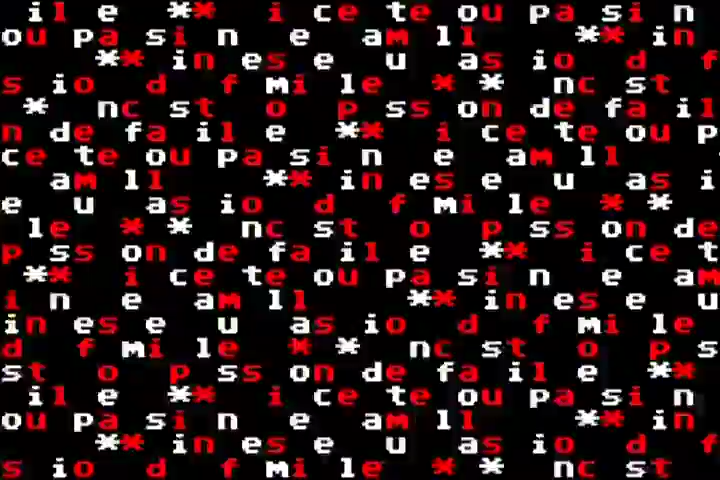 ile ** i ce te ou pa si n
ou pa si n e am ll ** in
** in es e u as io d f
s io d f mi le * * nc st
* nc st o p ss on de fa il
n de fa il e ** i ce te ou p
ce te ou pa si n e am ll
am ll ** in es e u as i
e u as io d f mi le * *
le * * nc st o p ss on de
p ss on de fa il e ** i ce t
** i ce te ou pa si n e am
i n e am ll ** in es e u
in es e u as io d f mi le
d f mi le * * nc st o p s
st o p ss on de fa il e **
il e ** i ce te ou pa si n
ou pa si n e am ll ** in
** in es e u as io d f
s io d f mi le * * nc st